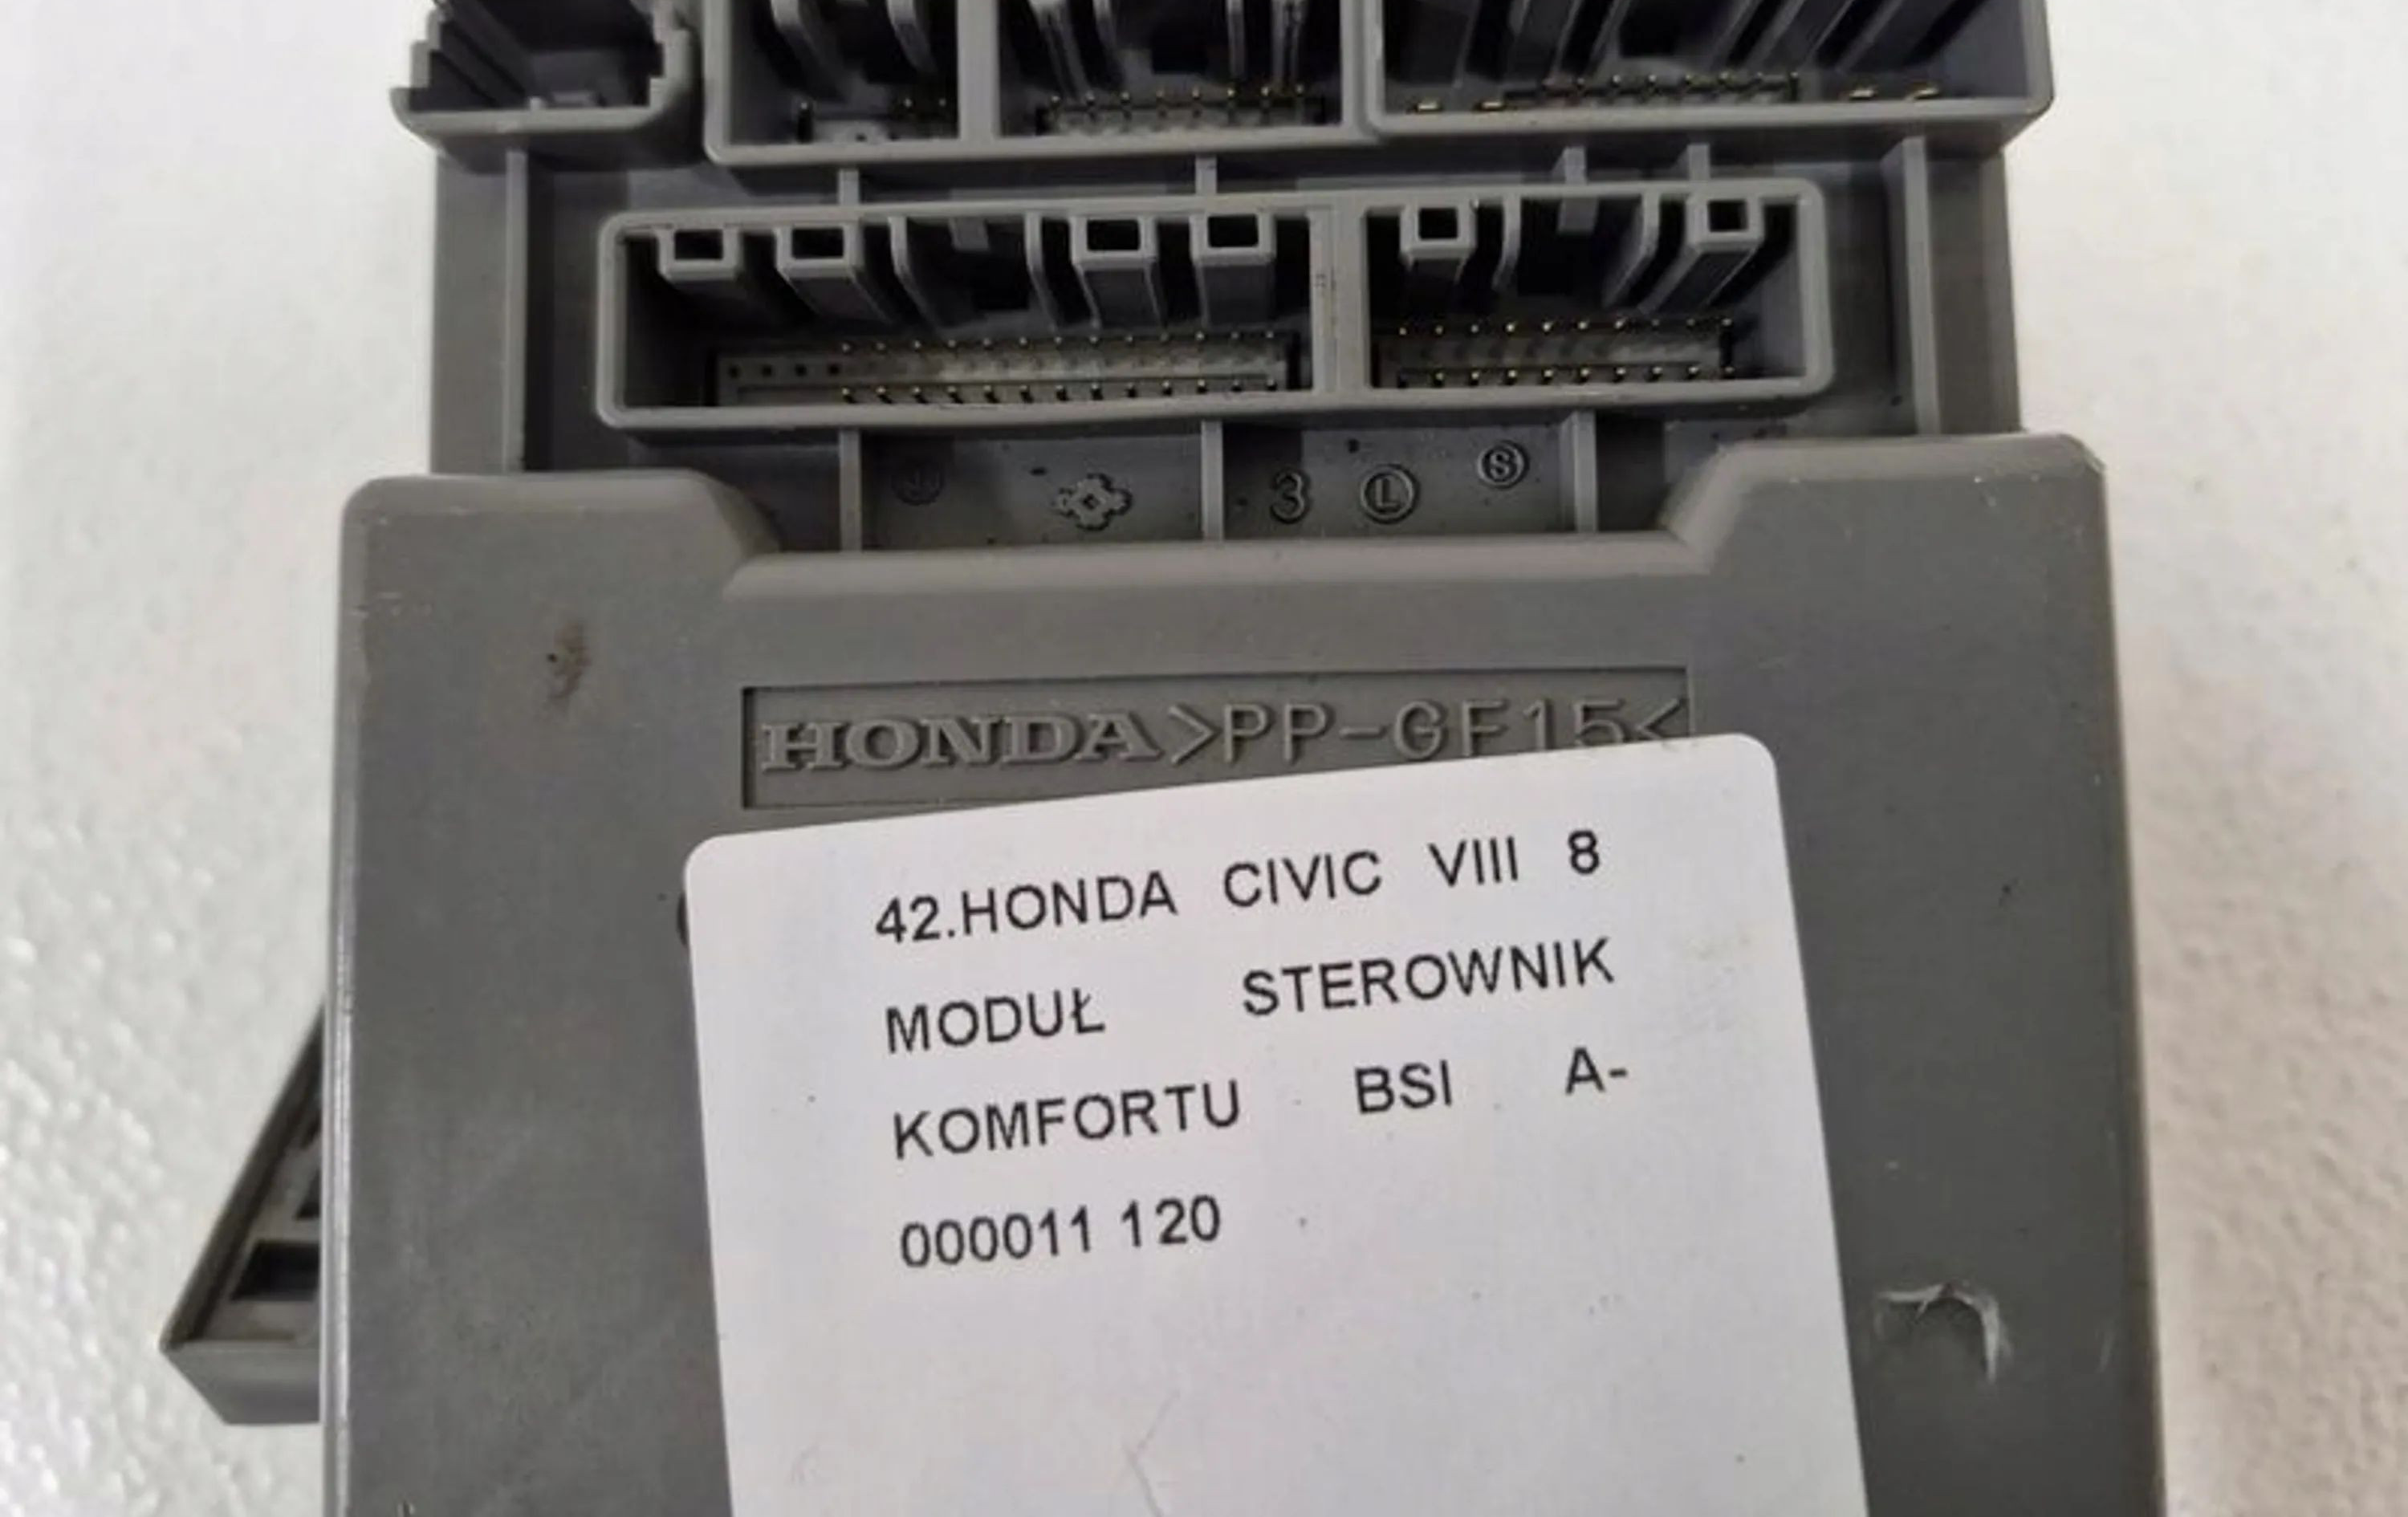 3 L S
HONDA >PP-GF15<
42.HONDA CIVIC VIII 8
MODUŁ STEROWNIK
KOMFORTU BSI A-
000011 120